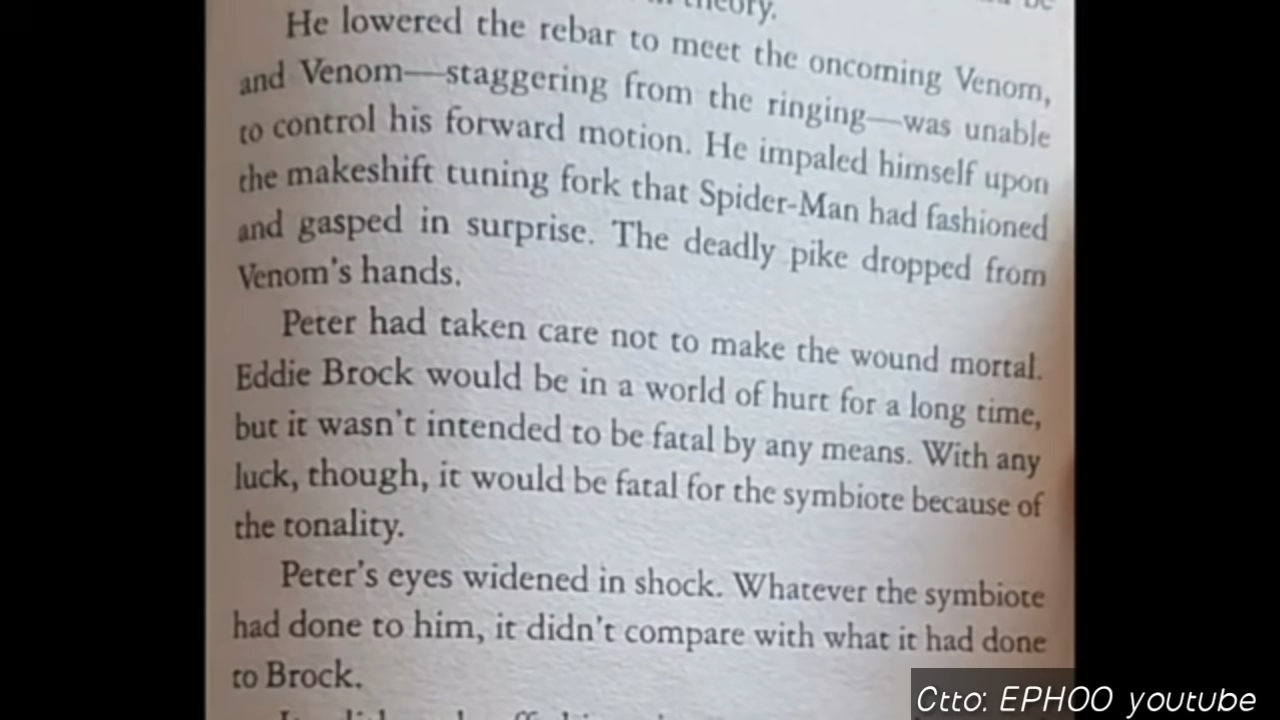 theory.
He lowered the rebar to meet the oncoming Venom,
and Venom—staggering from the ringing—was unable
to control his forward motion. He impaled himself upon
the makeshift tuning fork that Spider-Man had fashioned
and gasped in surprise. The deadly pike dropped from
Venom's hands.
Peter had taken care not to make the wound mortal.
Eddie Brock would be in a world of hurt for a long time,
but it wasn't intended to be fatal by any means. With any
luck, though, it would be fatal for the symbiote because of
the tonality.
Peter's eyes widened in shock. Whatever the symbiote
had done to him, it didn't compare with what it had done
to Brock.
Ctto: EPHOO youtube